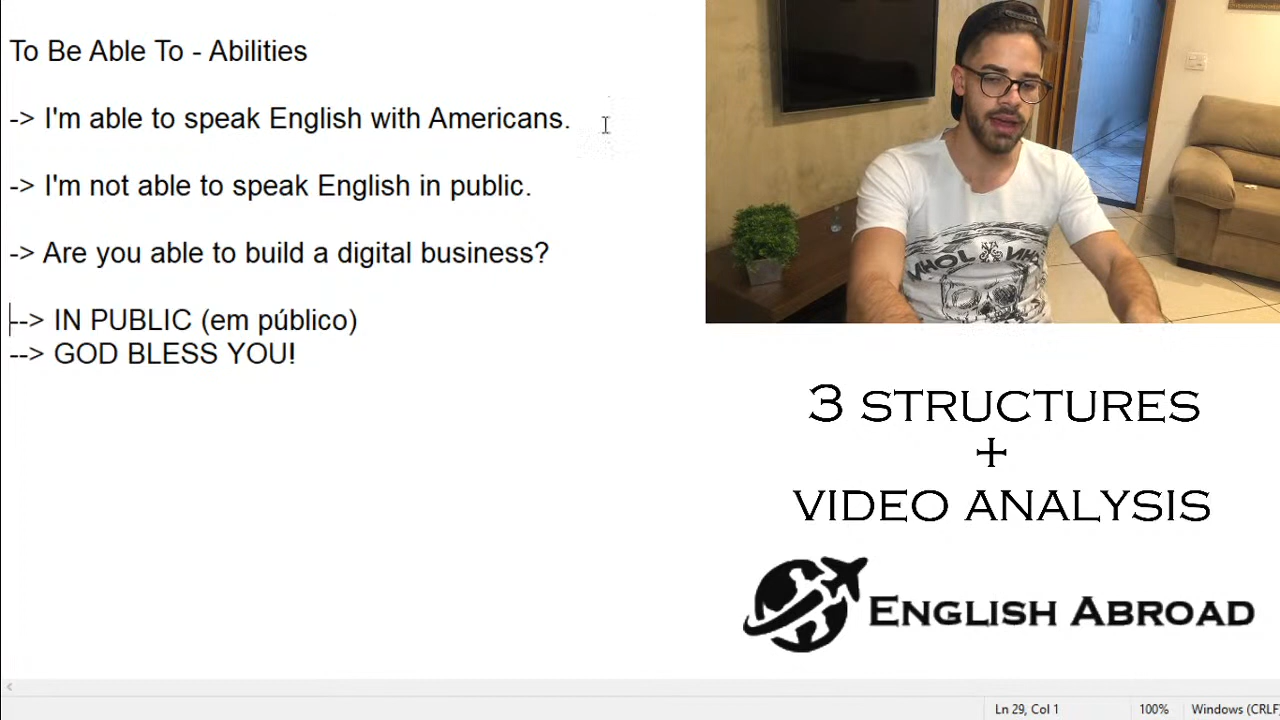 To Be Able To - Abilities
-> I'm able to speak English with Americans.
-> I'm not able to speak English in public.
-> Are you able to build a digital business?
--> IN PUBLIC (em público)
--> GOD BLESS YOU!
3 STRUCTURES
+
VIDEO ANALYSIS
ENGLISH ABROAD
Ln 29, Col 1
100%
Windows (CRLF